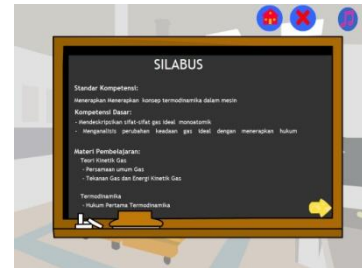 SILABUS
Standar Kompetensi:
Menerapkan Menerapkan konsep termodinamika dalam mesin
Kompetensi Dasar:
- Mendeskripsikan sifat-sifat gas ideal monoatomik
- Menganalisis perubahan keadaan gas ideal dengan menerapkan hukum
Materi Pembelajaran:
Teori Kinetik Gas
- Persamaan umum Gas
- Tekanan Gas dan Energi Kinetik Gas
Termodinamika
- Hukum Pertama Termodinamika